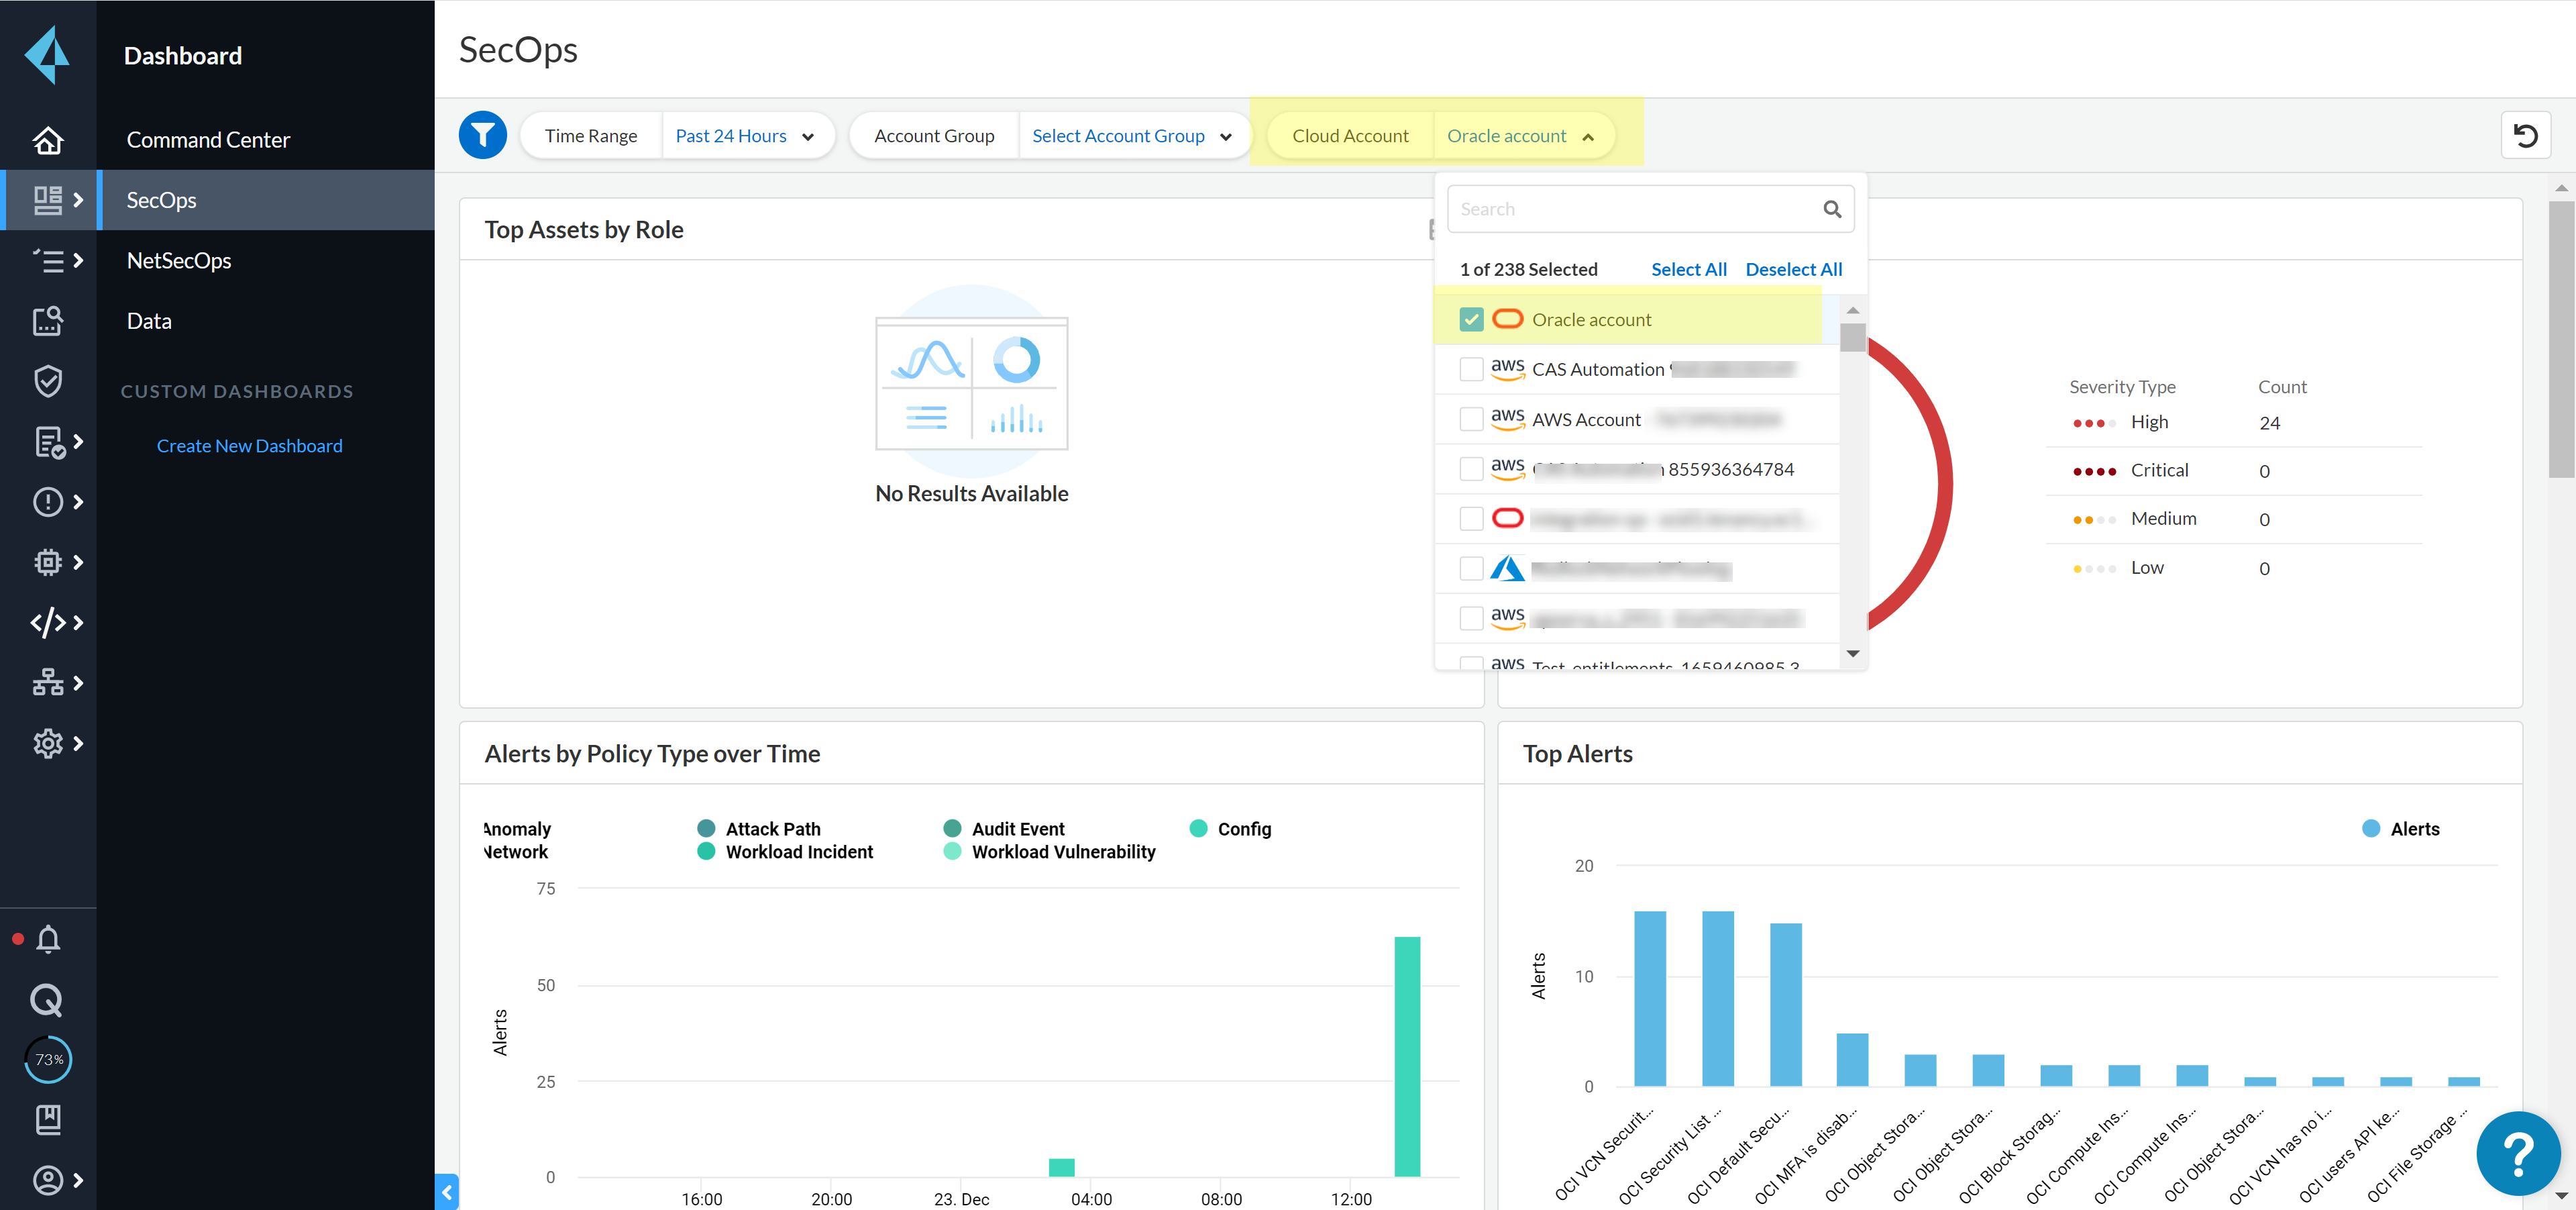 Dashboard
Command Center
SecOps
NetSecOps
Data
CUSTOM DASHBOARDS
Create New Dashboard
73%
SecOps
Time Range Past 24 Hours
Account Group Select Account Group
Cloud Account Oracle account
Search
1 of 238 Selected Select All Deselect All
Oracle account
aws CAS Automation
aws AWS Account
aws 855936364784
aws
aws Test-entitlements-1659460985 3
Top Assets by Role
No Results Available
Severity Type Count
High 24
Critical 0
Medium 0
Low 0
Alerts by Policy Type over Time
Anomaly Attack Path Audit Event Config
Network Workload Incident Workload Vulnerability
75
50
25
0
Alerts
16:00 20:00 23. Dec 04:00 08:00 12:00
Top Alerts
Alerts
20
10
0
Alerts
OCI VCN Securit...
OCI Security List ...
OCI Default Secu...
OCI MFA is disab...
OCI Object Stora...
OCI Object Stora...
OCI Block Storag...
OCI Compute Ins...
OCI Compute Ins...
OCI Object Stora...
OCI VCN has no i...
OCI users API ke...
OCI File Storage ...
?